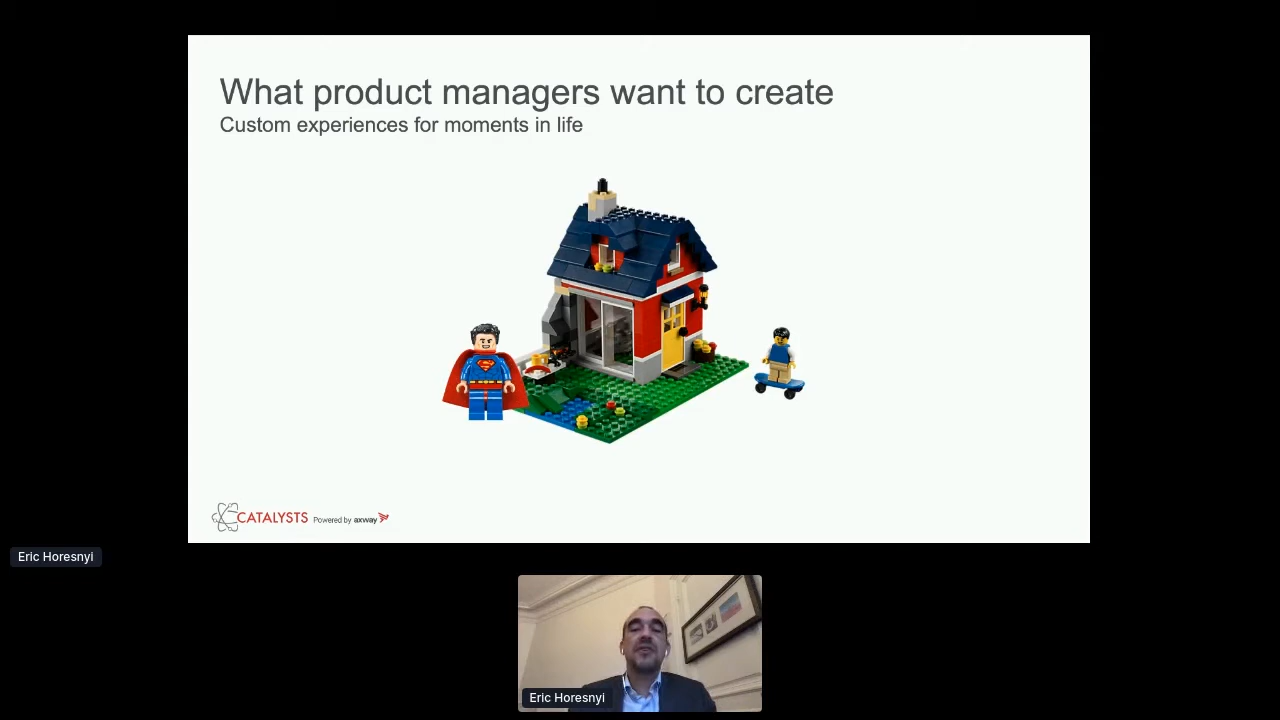 What product managers want to create
Custom experiences for moments in life
CATALYSTS Powered by axway
Eric Horesnyi
Eric Horesnyi